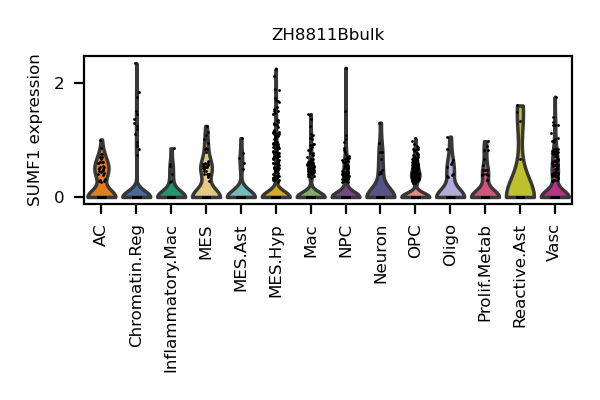 ZH8811Bbulk
SUMF1 expression
2
0
AC
Chromatin.Reg
Inflammatory.Mac
MES
MES.Ast
MES.Hyp
Mac
NPC
Neuron
OPC
Oligo
Prolif.Metab
Reactive.Ast
Vasc